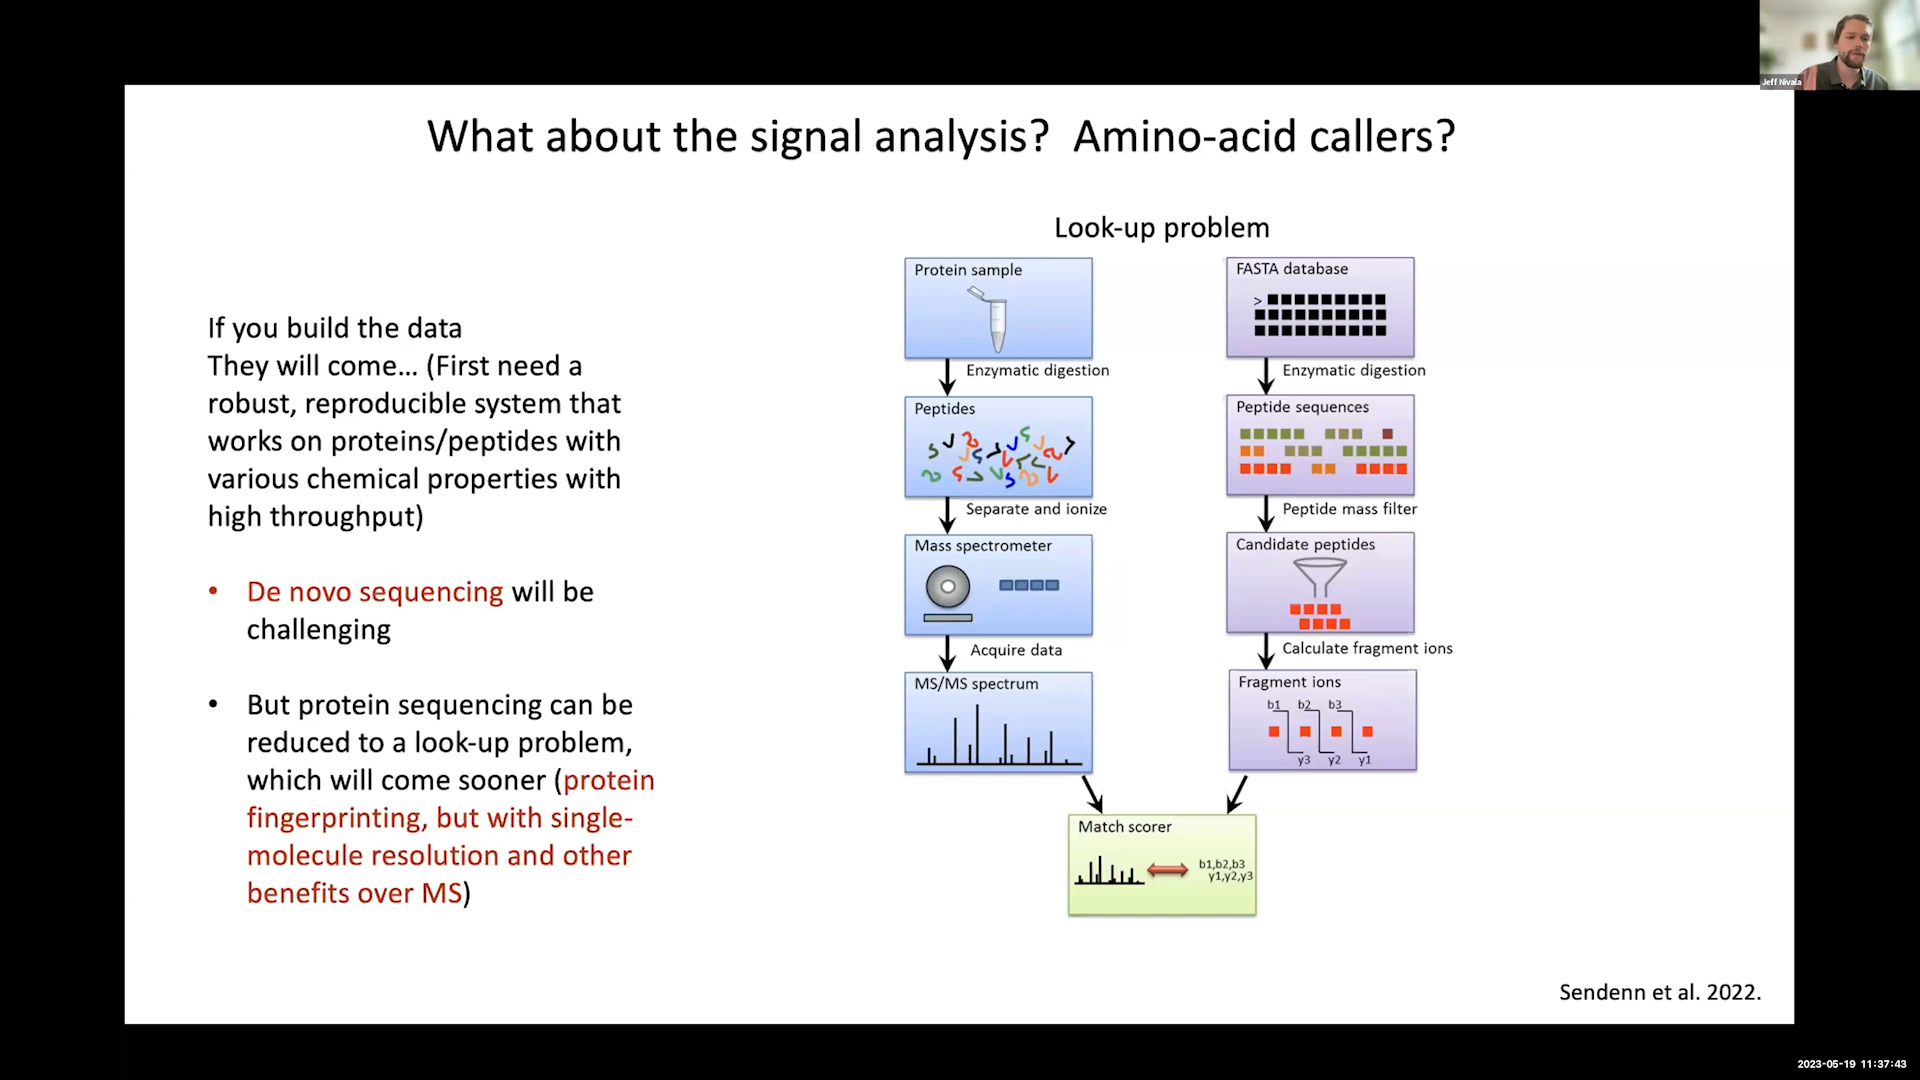 Jeff Nivala
What about the signal analysis?  Amino-acid callers?
If you build the data
They will come... (First need a
robust, reproducible system that
works on proteins/peptides with
various chemical properties with
high throughput)
• De novo sequencing will be
challenging
• But protein sequencing can be
reduced to a look-up problem,
which will come sooner (protein
fingerprinting, but with single-
molecule resolution and other
benefits over MS)
Look-up problem
Protein sample
Enzymatic digestion
Peptides
Separate and ionize
Mass spectrometer
Acquire data
MS/MS spectrum
FASTA database
>
Enzymatic digestion
Peptide sequences
Peptide mass filter
Candidate peptides
Calculate fragment ions
Fragment ions
b1 b2 b3
y3 y2 y1
Match scorer
b1,b2,b3
y1,y2,y3
Sendenn et al. 2022.
2023-05-19 11:37:43